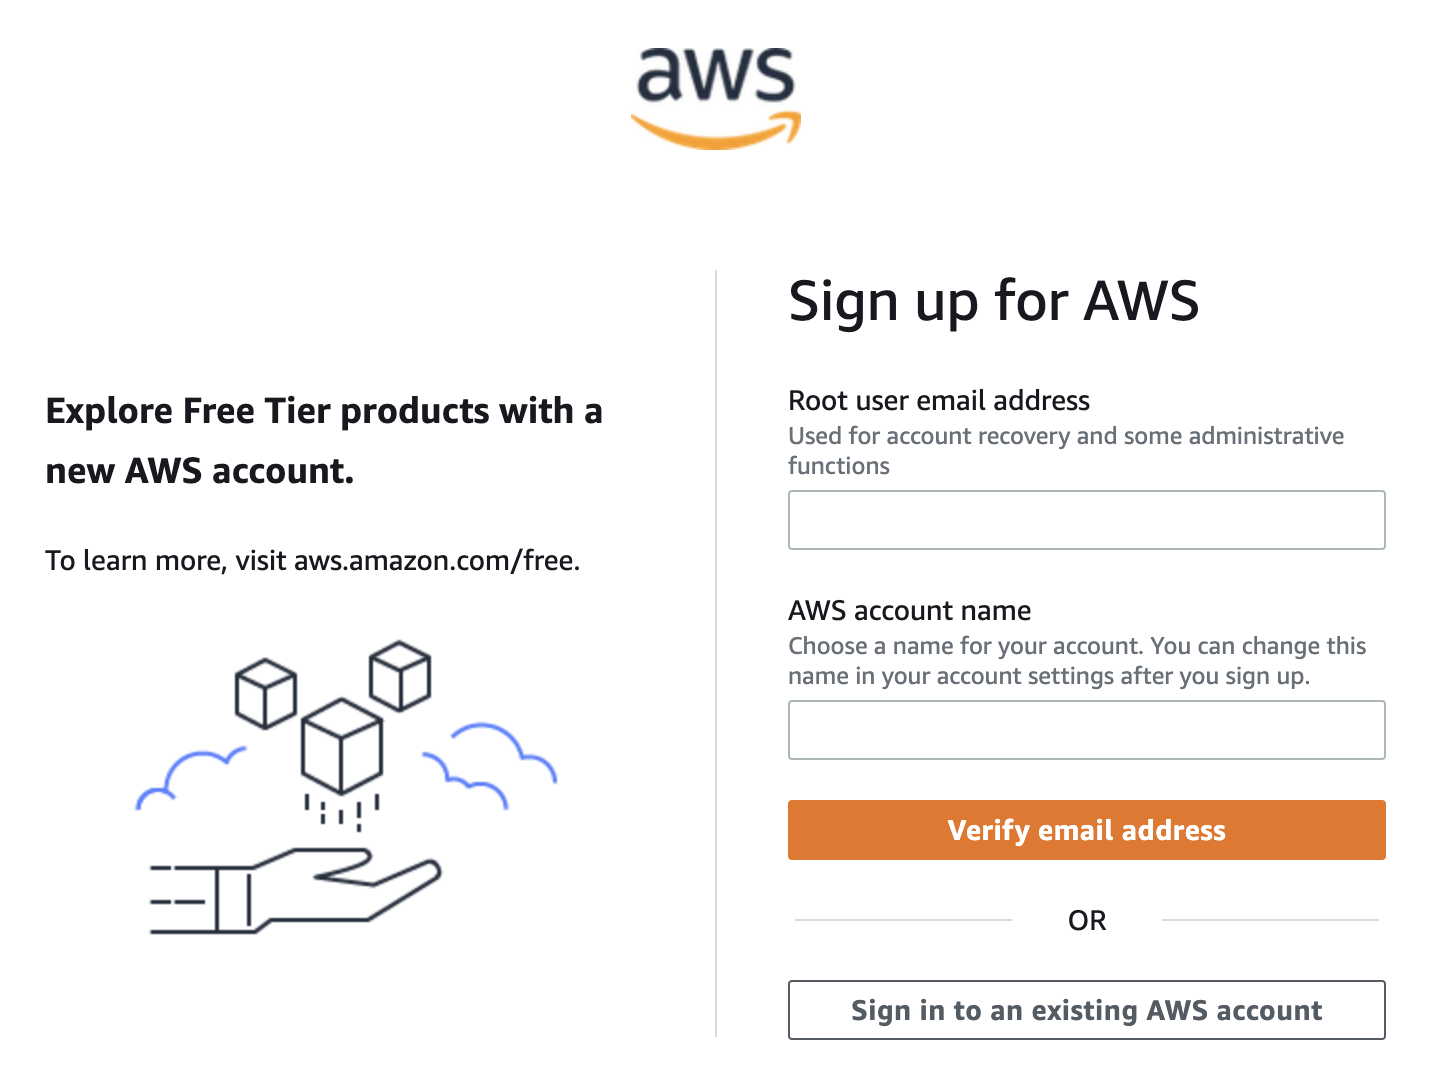 aws
Explore Free Tier products with a
new AWS account.
To learn more, visit aws.amazon.com/free.
Sign up for AWS
Root user email address
Used for account recovery and some administrative
functions
AWS account name
Choose a name for your account. You can change this
name in your account settings after you sign up.
Verify email address
OR
Sign in to an existing AWS account